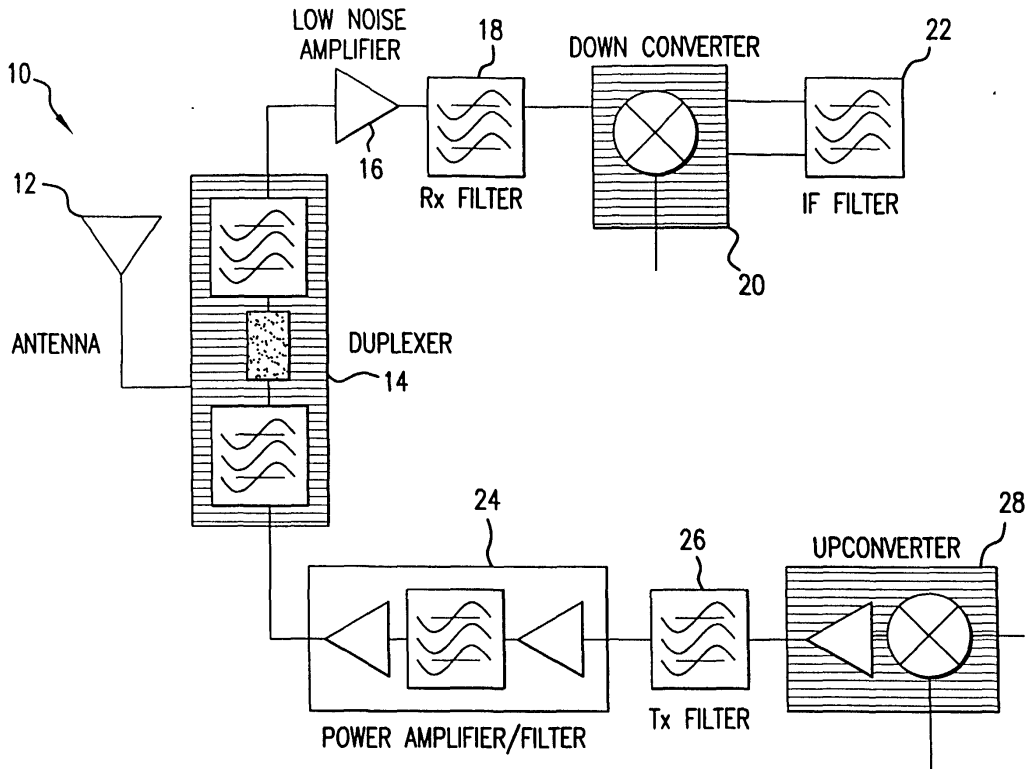 LOW NOISE
AMPLIFIER
18
DOWN CONVERTER
22
10
16
Rx FILTER
IF FILTER
12
20
ANTENNA
DUPLEXER
14
24
26
28
UPCONVERTER
Tx FILTER
POWER AMPLIFIER/FILTER